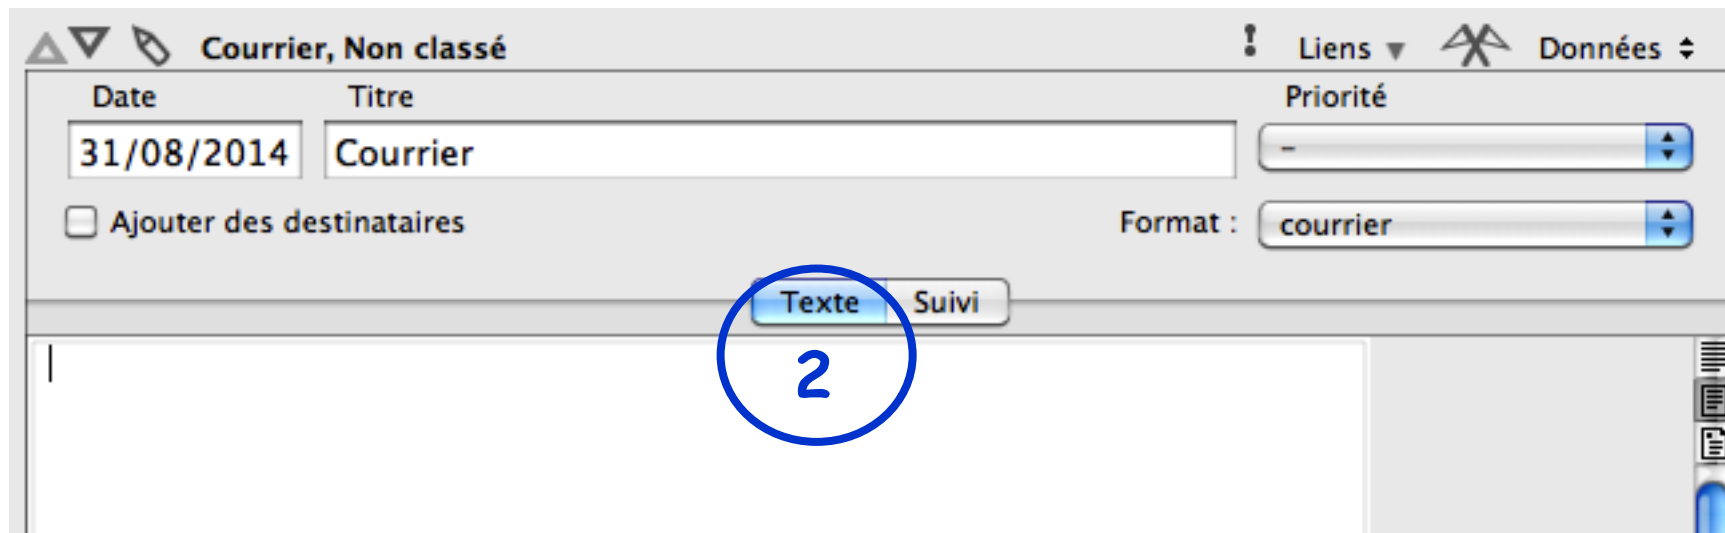 Courrier, Non classé Liens Données
Date Titre Priorité
31/08/2014 Courrier –
Ajouter des destinataires Format : courrier
Texte Suivi
2